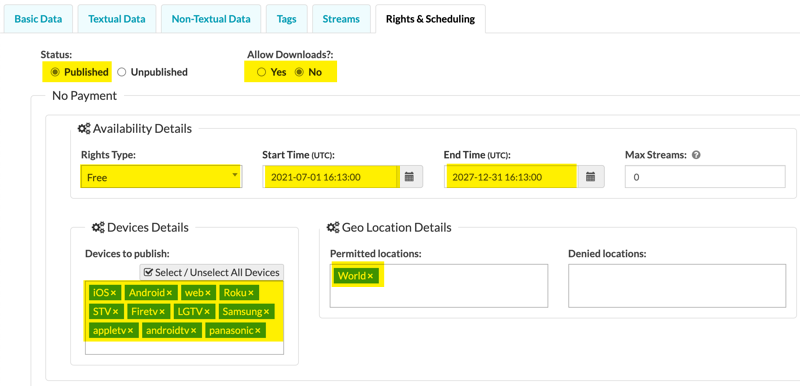 Basic Data Textual Data Non-Textual Data Tags Streams Rights & Scheduling
Status: Allow Downloads?:
Published Unpublished Yes No
No Payment
Availability Details
Rights Type: Start Time (UTC): End Time (UTC): Max Streams:
Free 2021-07-01 16:13:00 2027-12-31 16:13:00 0
Devices Details Geo Location Details
Devices to publish: Permitted locations: Denied locations:
Select / Unselect All Devices
World ×
iOS × Android × web × Roku ×
STV × Firetv × LGTV × Samsung ×
appletv × androidtv × panasonic ×